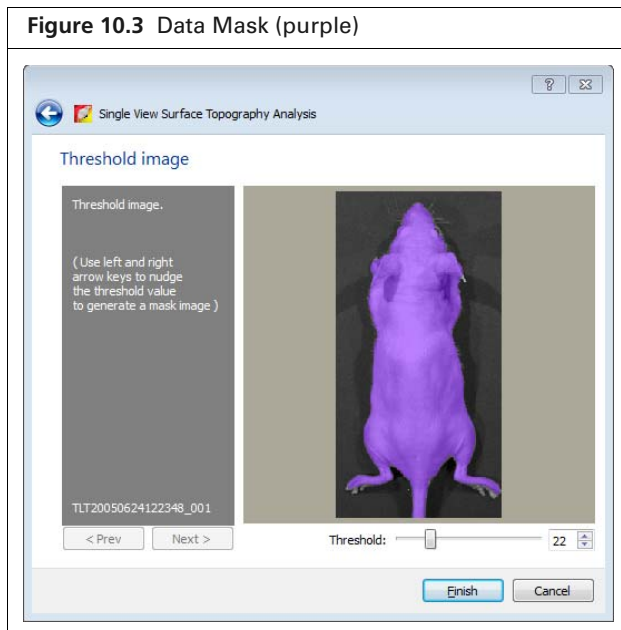 Figure 10.3 Data Mask (purple)
Single View Surface Topography Analysis
Threshold image
Threshold image.
( Use left and right
arrow keys to nudge
the threshold value
to generate a mask image )
TLT20050624122348_001
< Prev
Next >
Threshold:
22
Finish
Cancel